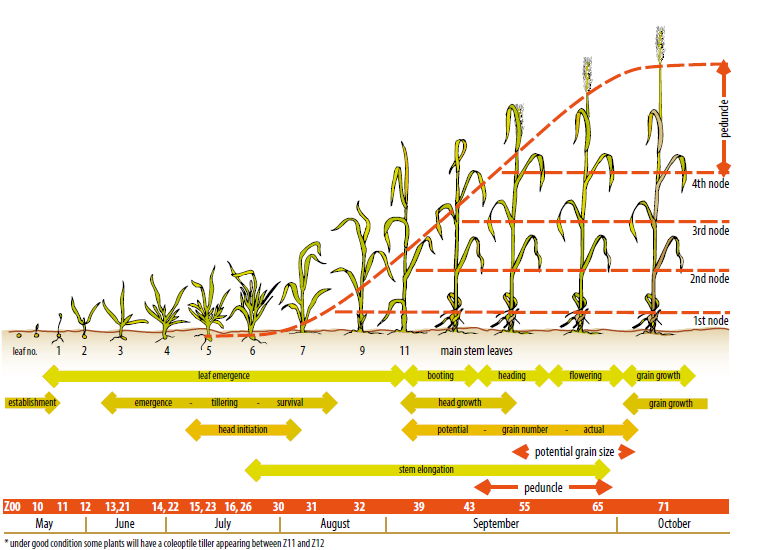 peduncle
4th node
3rd node
2nd node
1st node
leaf no. 1 2 3 4 5 6 7 9 11 main stem leaves
leaf emergence booting heading flowering grain growth
establishment emergence - tillering - survival head growth grain growth
head initiation potential - grain number - actual
potential grain size
stem elongation
peduncle
Z00 10 11 12 13,21 14, 22 15, 23 16, 26 30 31 32 39 43 55 65 71
May June July August September October
* under good condition some plants will have a coleoptile tiller appearing between Z11 and Z12